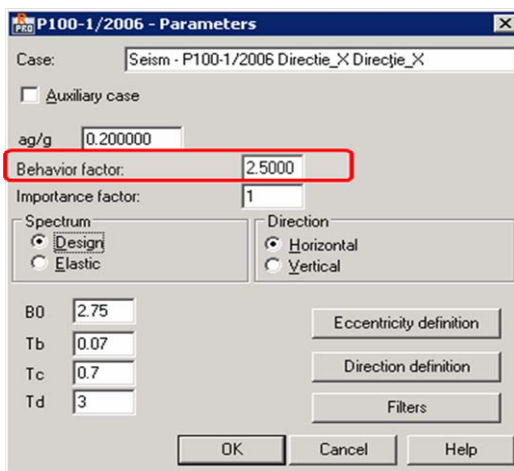 PRO P100-1/2006 - Parameters
Case: Seism - P100-1/2006 Directie_X Direcţie_X
Auxiliary case
ag/g 0.200000
Behavior factor: 2.5000
Importance factor: 1
Spectrum Direction
Design Horizontal
Elastic Vertical
B0 2.75 Eccentricity definition
Tb 0.07
Tc 0.7 Direction definition
Td 3 Filters
OK Cancel Help